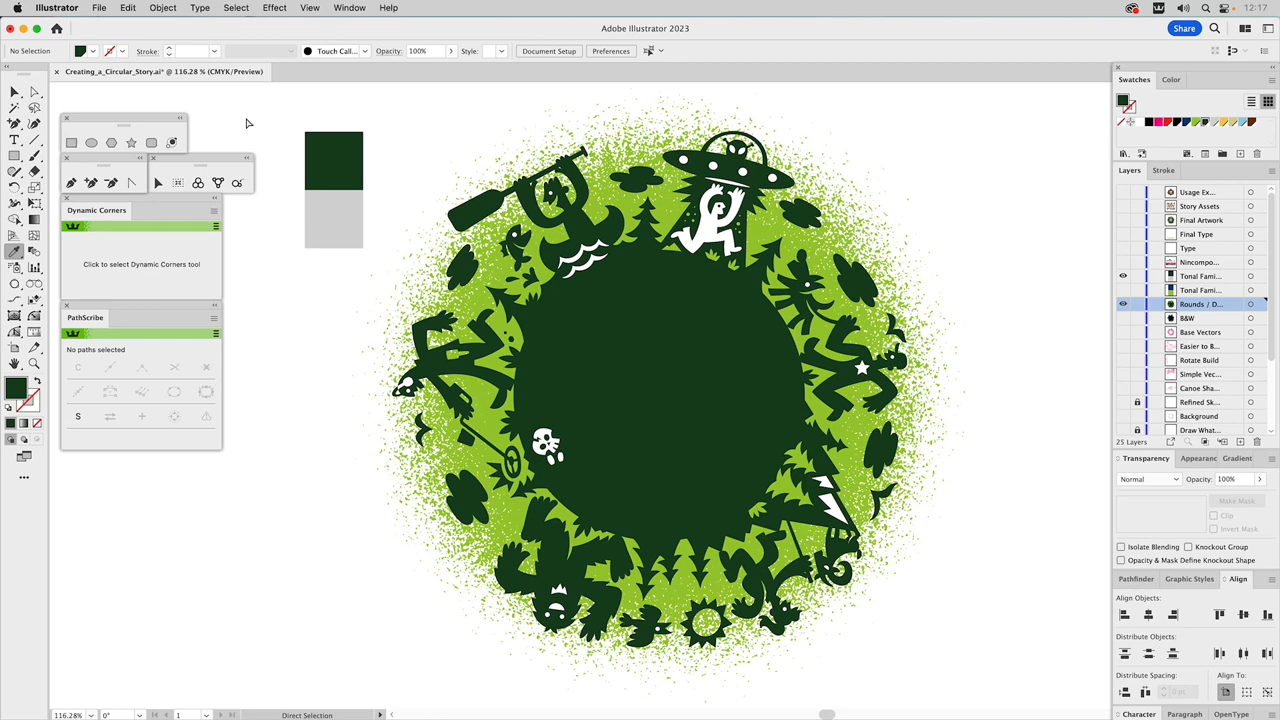 Illustrator File Edit Object Type Select Effect View Window Help 12:17
Adobe Illustrator 2023 Share
No Selection Stroke: Touch Call... Opacity: 100% Style: Document Setup Preferences
Creating_a_Circular_Story.ai* @ 116.28 % (CMYK/Preview)
Swatches Color
Layers Stroke
Usage Ex...
Story Assets
Final Artwork
Final Type
Type
Nincompo...
Tonal Fami...
Tonal Fami...
Rounds / D...
B&W
Base Vectors
Easier to B...
Rotate Build
Simple Vec...
Canoe Sha...
Refined Sk...
Background
Draw What...
25 Layers
Transparency Appearanc Gradient
Normal Opacity: 100%
Make Mask
Clip
Invert Mask
Isolate Blending Knockout Group
Opacity & Mask Define Knockout Shape
Pathfinder Graphic Styles Align
Align Objects:
Distribute Objects:
Distribute Spacing: Align To:
0 pt
Character Paragraph OpenType
Dynamic Corners
Click to select Dynamic Corners tool
PathScribe
No paths selected
C
S
116.28% 0° 1 Direct Selection